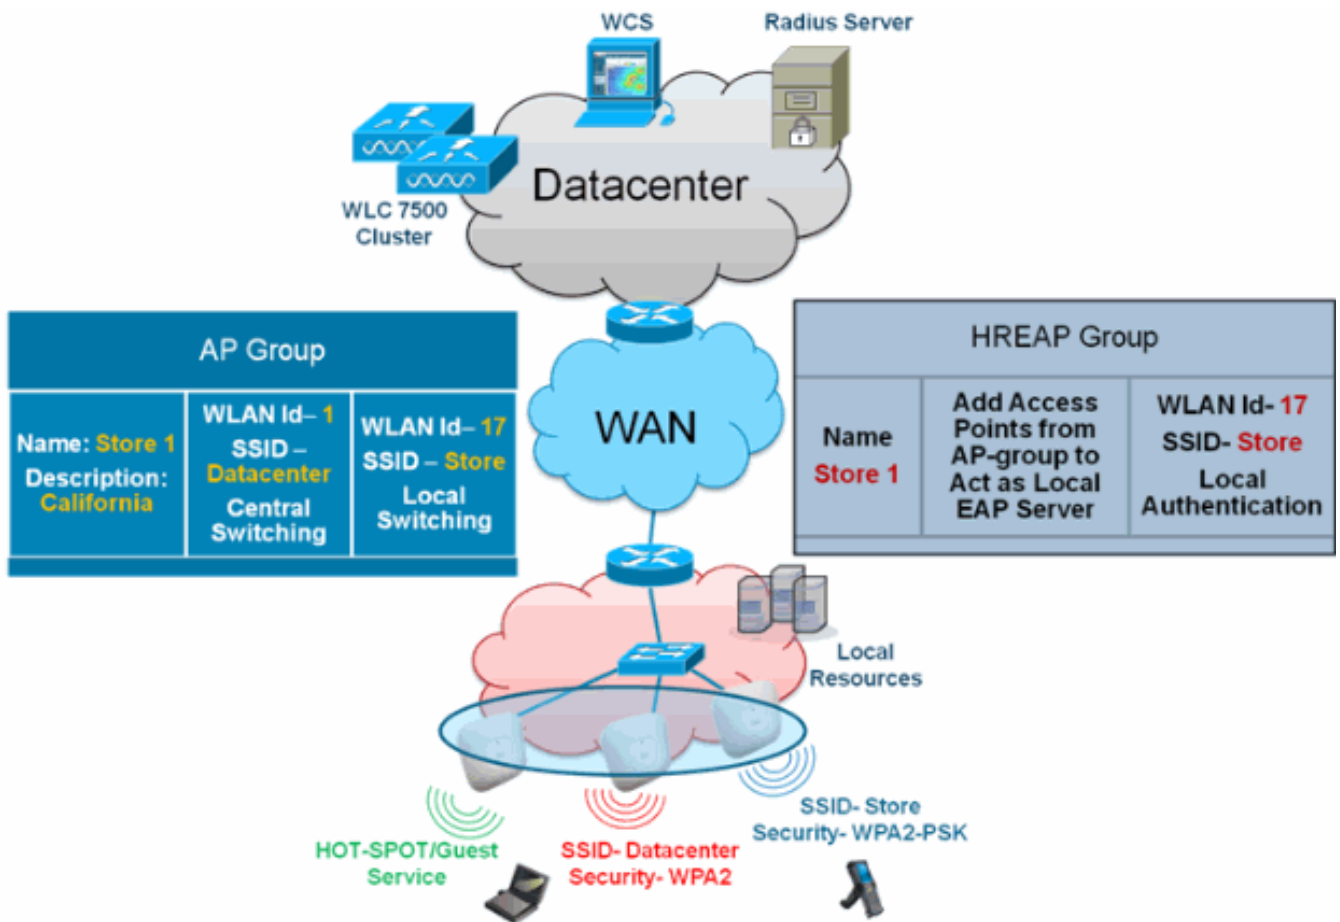 WCS
Radius Server
WLC 7500
Cluster
Datacenter
AP Group
Name: Store 1
Description:
California
WLAN Id– 1
SSID –
Datacenter
Central
Switching
WLAN Id– 17
SSID – Store
Local
Switching
WAN
HREAP Group
Name
Store 1
Add Access
Points from
AP-group to
Act as Local
EAP Server
WLAN Id- 17
SSID- Store
Local
Authentication
Local
Resources
HOT-SPOT/Guest
Service
SSID- Datacenter
Security- WPA2
SSID- Store
Security- WPA2-PSK